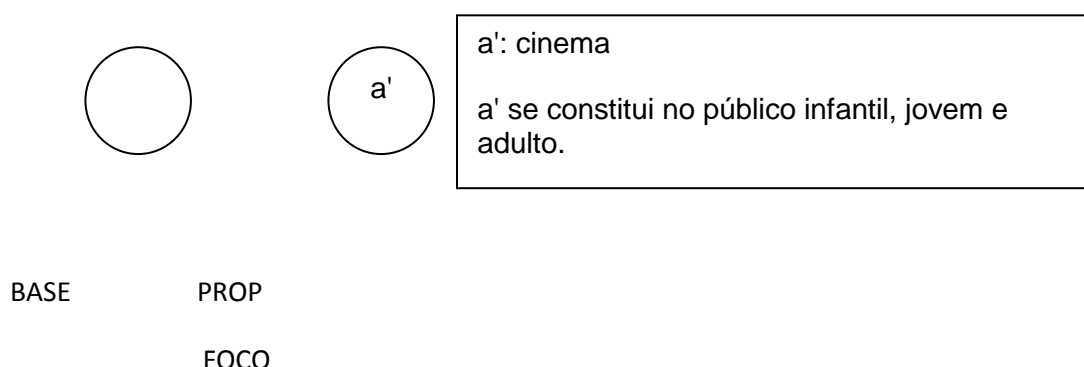 a'
a': cinema
a' se constitui no público infantil, jovem e
adulto.
BASE PROP
FOCO